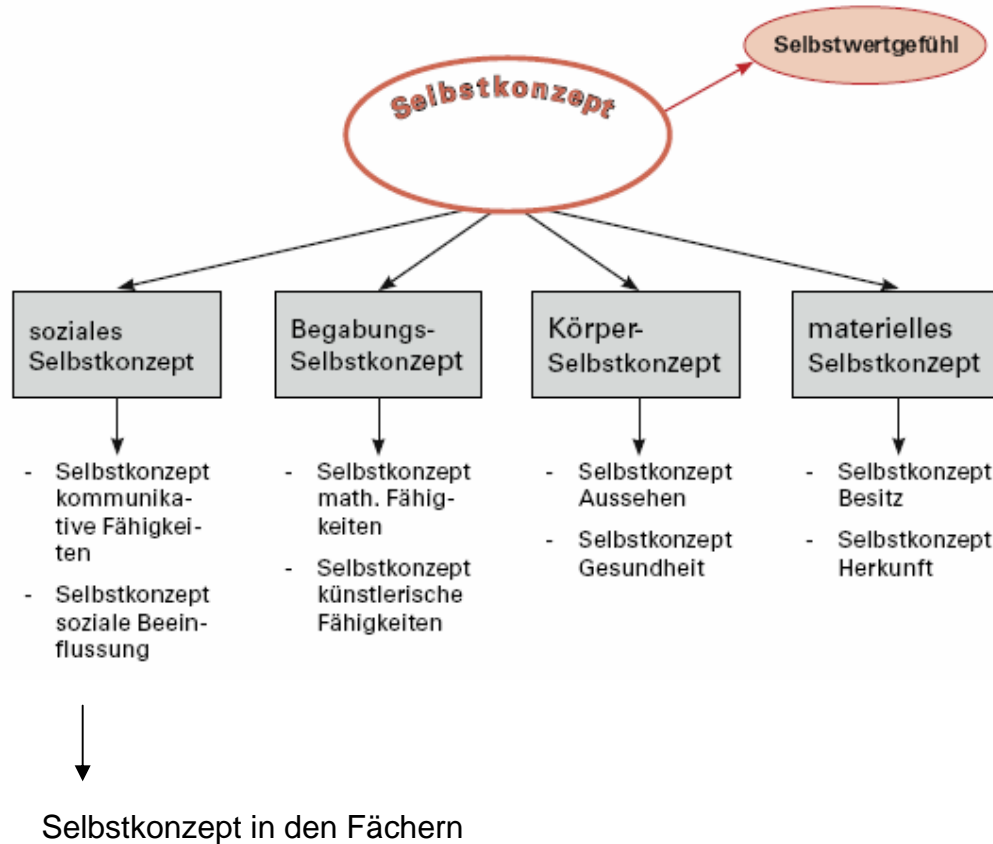 Selbstwertgefühl
Selbstkonzept
soziales
Selbstkonzept
- Selbstkonzept
kommunika-
tive Fähigkei-
ten
- Selbstkonzept
soziale Beein-
flussung
Begabungs-
Selbstkonzept
- Selbstkonzept
math. Fähig-
keiten
- Selbstkonzept
künstlerische
Fähigkeiten
Körper-
Selbstkonzept
- Selbstkonzept
Aussehen
- Selbstkonzept
Gesundheit
materielles
Selbstkonzept
- Selbstkonzept
Besitz
- Selbstkonzept
Herkunft
Selbstkonzept in den Fächern